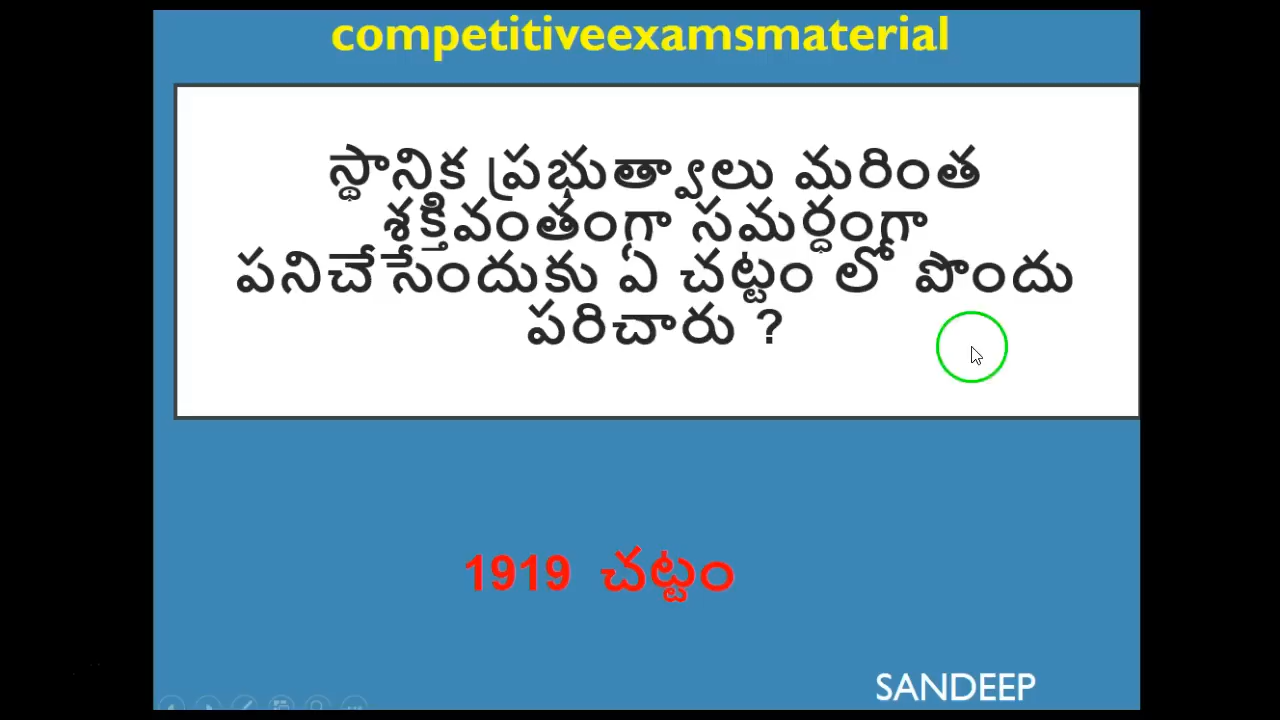 competitiveexamsmaterial
స్థానిక ప్రభుత్వాలు మరింత
శక్తివంతంగా సమర్ధంగా
పనిచేసేందుకు ఏ చట్టం లో పొందు
పరిచారు ?
1919 చట్టం
SANDEEP